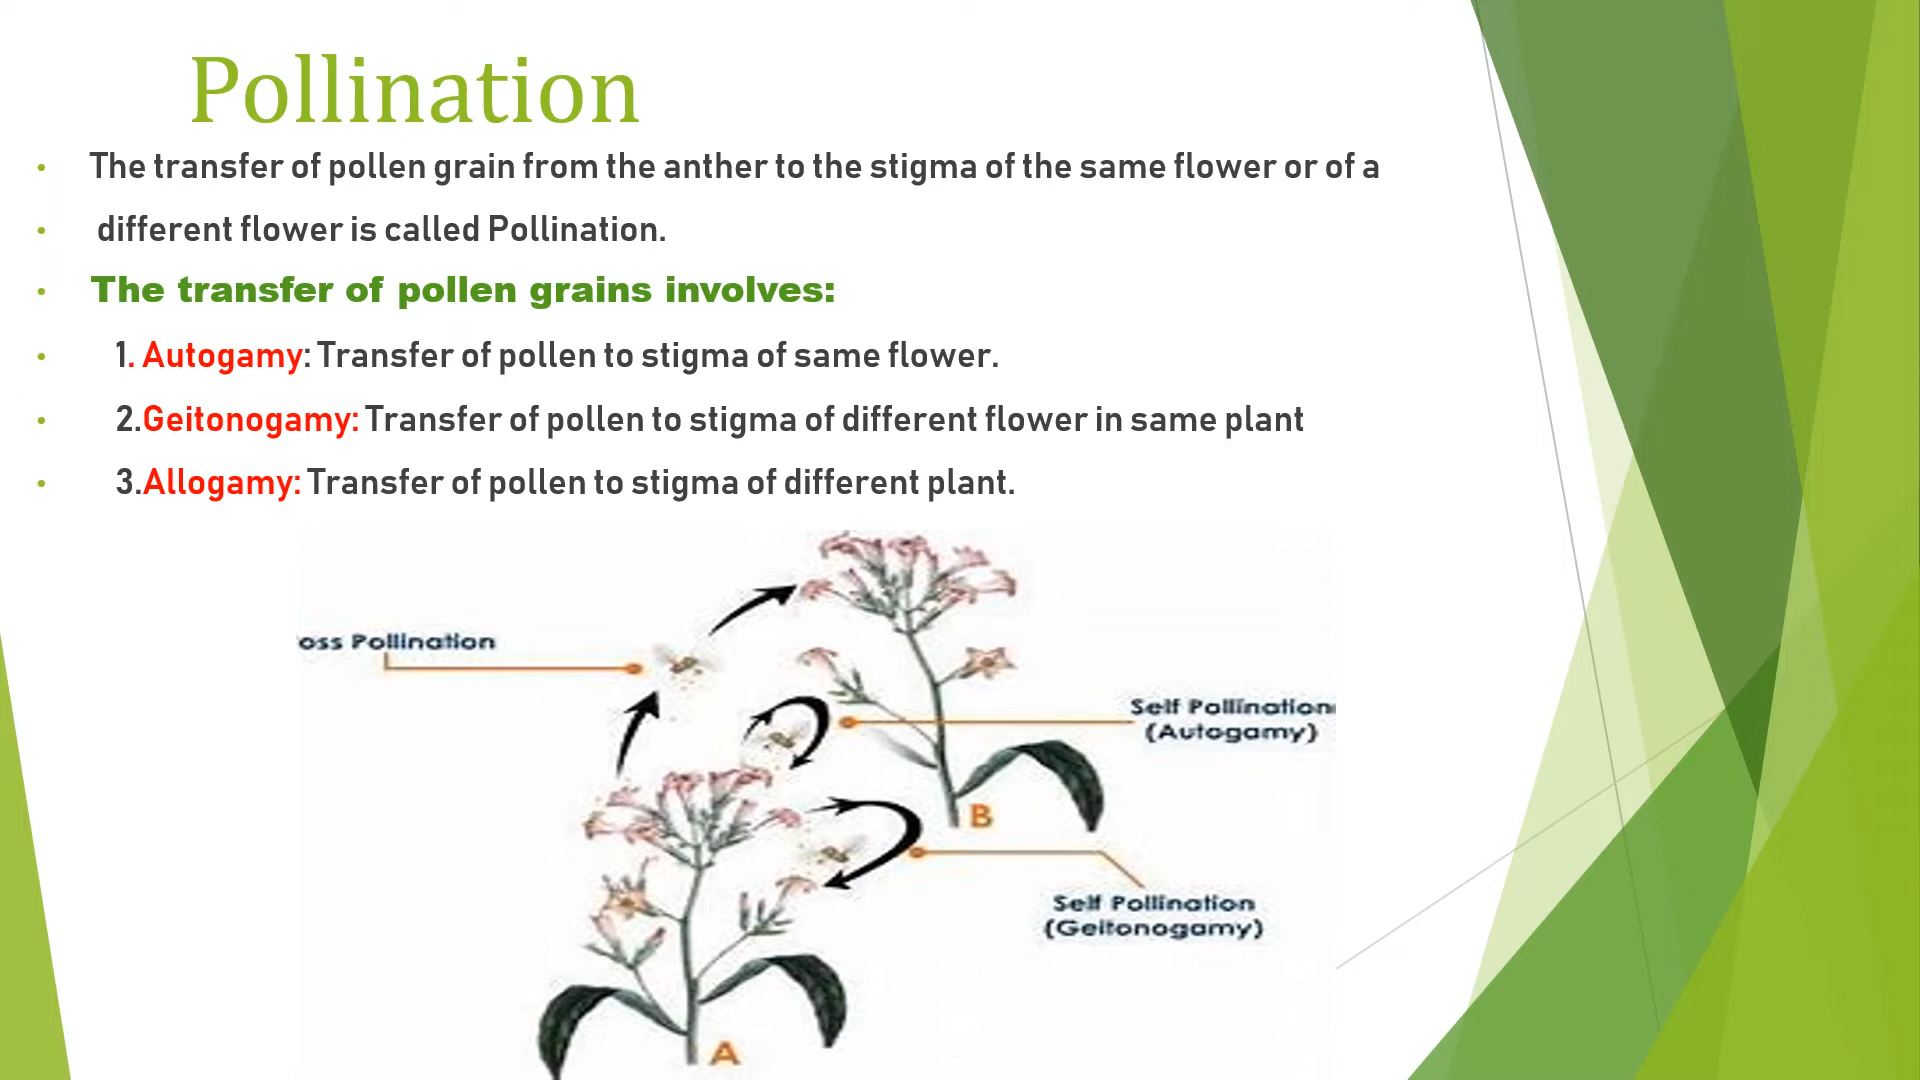 Pollination
• The transfer of pollen grain from the anther to the stigma of the same flower or of a
• different flower is called Pollination.
• The transfer of pollen grains involves:
• 1. Autogamy: Transfer of pollen to stigma of same flower.
• 2.Geitonogamy: Transfer of pollen to stigma of different flower in same plant
• 3.Allogamy: Transfer of pollen to stigma of different plant.
oss Pollination
Self Pollination
(Autogamy)
B
Self Pollination
(Geitonogamy)
A